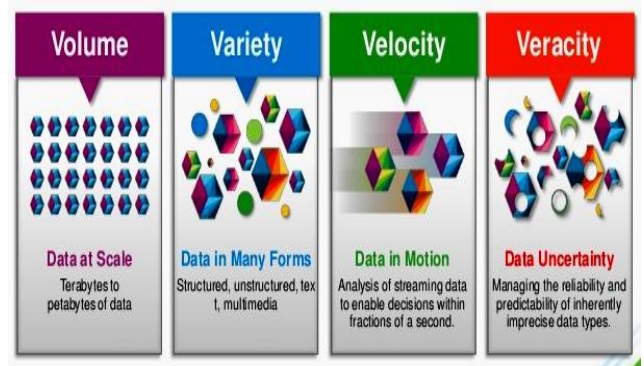 Volume
Data at Scale
Terabytes to
petabytes of data
Variety
Data in Many Forms
Structured, unstructured, tex
t, multimedia
Velocity
Data in Motion
Analysis of streaming data
to enable decisions within
fractions of a second.
Veracity
Data Uncertainty
Managing the reliability and
predictability of inherently
imprecise data types.